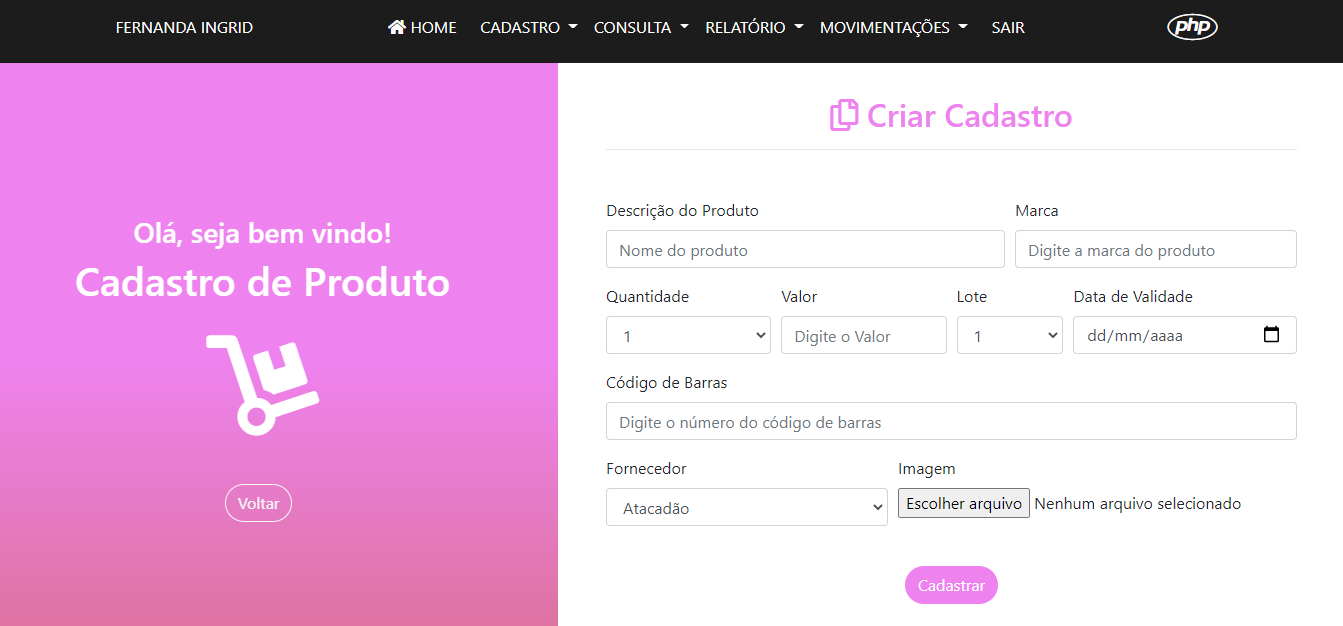 FERNANDA INGRID HOME CADASTRO CONSULTA RELATÓRIO MOVIMENTAÇÕES SAIR php
Olá, seja bem vindo!
Cadastro de Produto
Voltar
Criar Cadastro
Descrição do Produto Marca
Nome do produto Digite a marca do produto
Quantidade Valor Lote Data de Validade
1 Digite o Valor 1 dd/mm/aaaa
Código de Barras
Digite o número do código de barras
Fornecedor Imagem
Atacadão Escolher arquivo Nenhum arquivo selecionado
Cadastrar